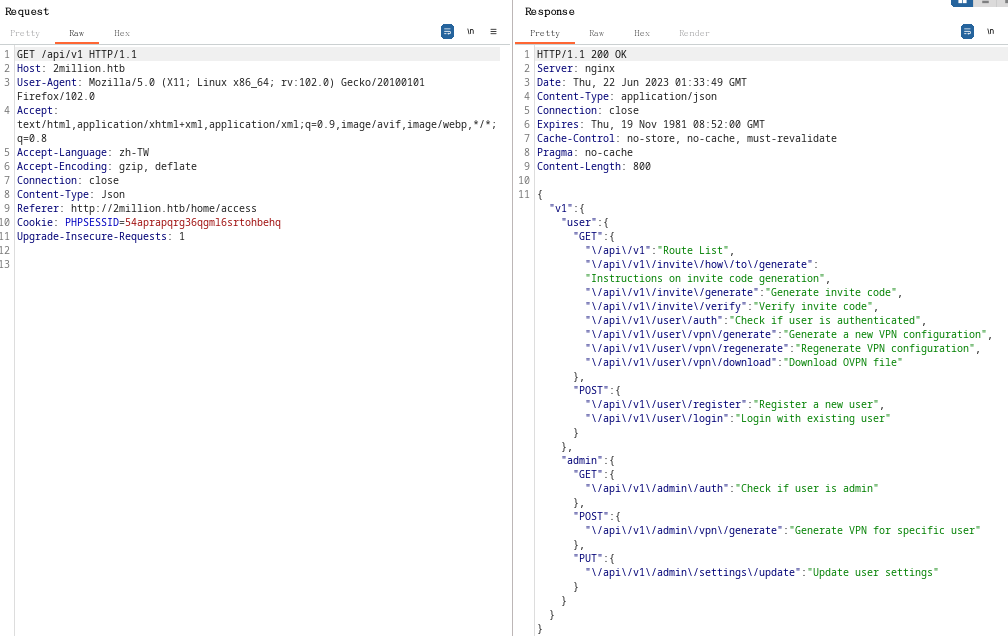 Request
Pretty Raw Hex
\n ≡
1 GET /api/v1 HTTP/1.1
2 Host: 2million.htb
3 User-Agent: Mozilla/5.0 (X11; Linux x86_64; rv:102.0) Gecko/20100101
Firefox/102.0
4 Accept:
text/html,application/xhtml+xml,application/xml;q=0.9,image/avif,image/webp,*/*;
q=0.8
5 Accept-Language: zh-TW
6 Accept-Encoding: gzip, deflate
7 Connection: close
8 Content-Type: Json
9 Referer: http://2million.htb/home/access
10 Cookie: PHPSESSID=54aprapqrg36qgml6srtohbehq
11 Upgrade-Insecure-Requests: 1
12
13
Response
Pretty Raw Hex Render
\n
1 HTTP/1.1 200 OK
2 Server: nginx
3 Date: Thu, 22 Jun 2023 01:33:49 GMT
4 Content-Type: application/json
5 Connection: close
6 Expires: Thu, 19 Nov 1981 08:52:00 GMT
7 Cache-Control: no-store, no-cache, must-revalidate
8 Pragma: no-cache
9 Content-Length: 800
10
11 {
"v1":{
"user":{
"GET":{
"\/api\/v1":"Route List",
"\/api\/v1\/invite\/how\/to\/generate":
"Instructions on invite code generation",
"\/api\/v1\/invite\/generate":"Generate invite code",
"\/api\/v1\/invite\/verify":"Verify invite code",
"\/api\/v1\/user\/auth":"Check if user is authenticated",
"\/api\/v1\/user\/vpn\/generate":"Generate a new VPN configuration",
"\/api\/v1\/user\/vpn\/regenerate":"Regenerate VPN configuration",
"\/api\/v1\/user\/vpn\/download":"Download OVPN file"
},
"POST":{
"\/api\/v1\/user\/register":"Register a new user",
"\/api\/v1\/user\/login":"Login with existing user"
}
},
"admin":{
"GET":{
"\/api\/v1\/admin\/auth":"Check if user is admin"
},
"POST":{
"\/api\/v1\/admin\/vpn\/generate":"Generate VPN for specific user"
},
"PUT":{
"\/api\/v1\/admin\/settings\/update":"Update user settings"
}
}
}
}